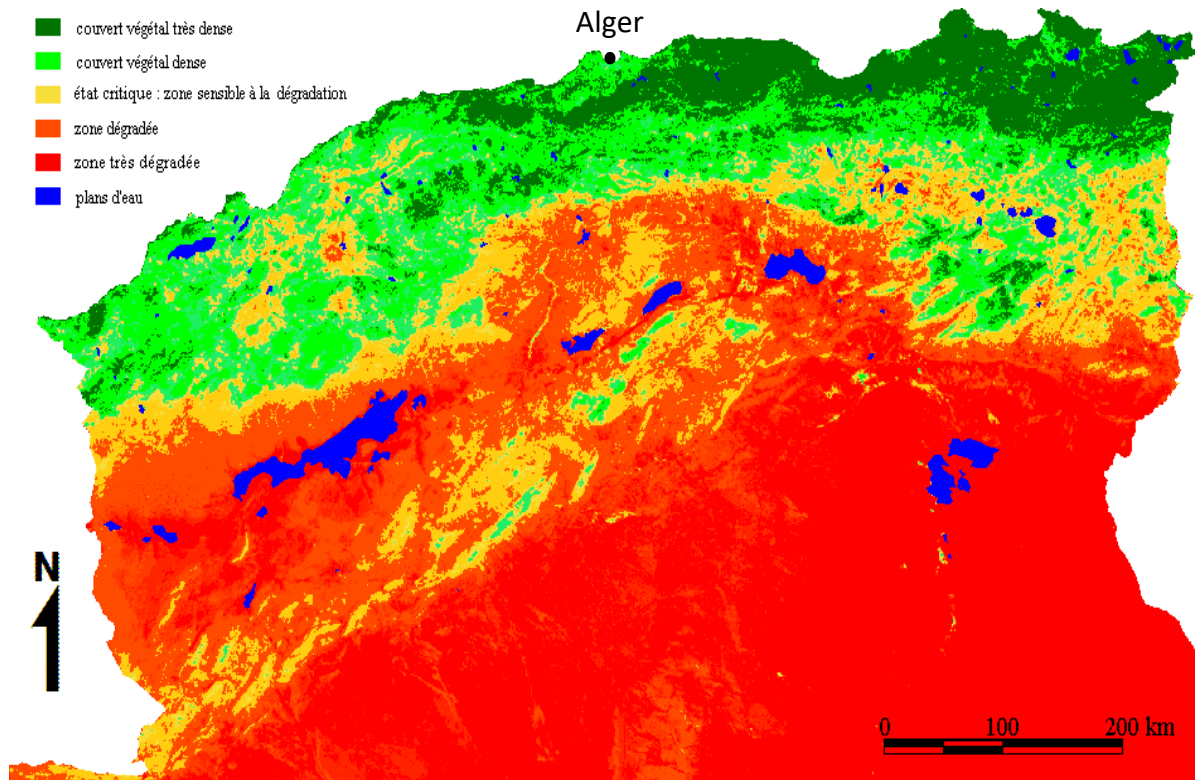 Alger
couvert végétal très dense
couvert végétal dense
état critique : zone sensible à la dégradation
zone dégradée
zone très dégradée
plans d'eau
N
0 100 200 km